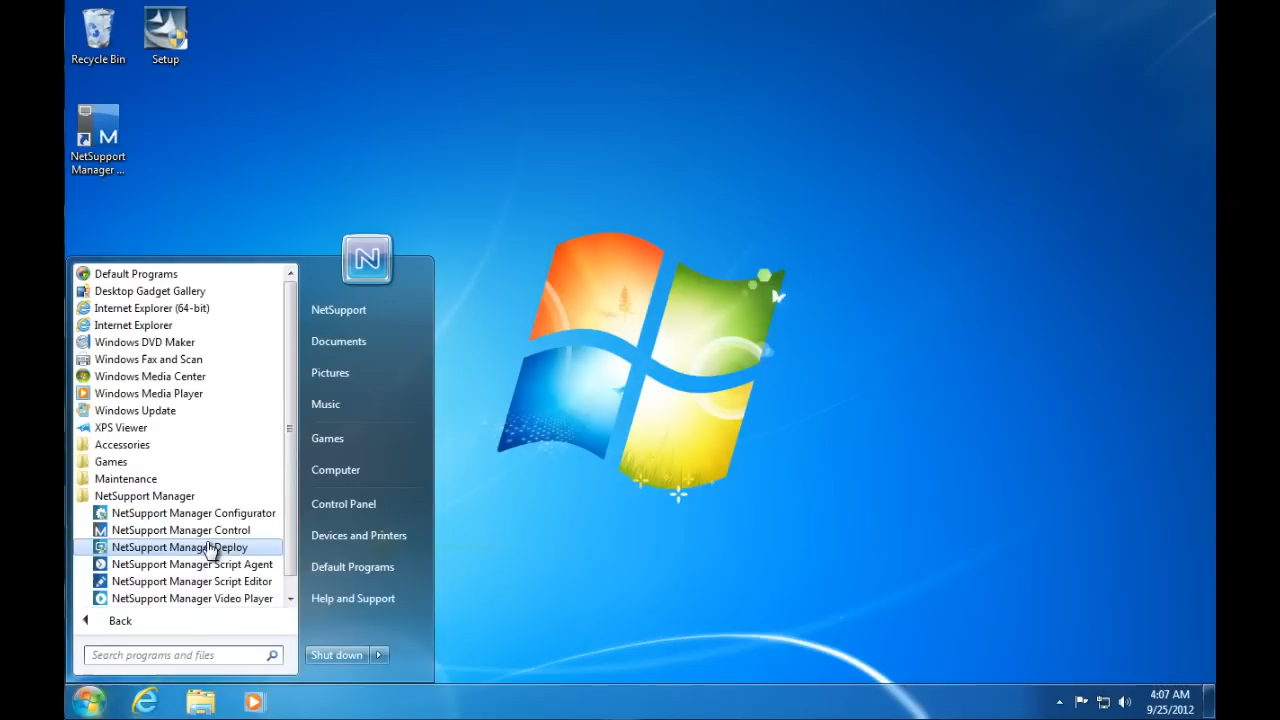 Recycle Bin
Setup
NetSupport
Manager ...
M
N
Default Programs
Desktop Gadget Gallery
Internet Explorer (64-bit)
Internet Explorer
Windows DVD Maker
Windows Fax and Scan
Windows Media Center
Windows Media Player
Windows Update
XPS Viewer
Accessories
Games
Maintenance
NetSupport Manager
NetSupport Manager Configurator
NetSupport Manager Control
NetSupport Manager Deploy
NetSupport Manager Script Agent
NetSupport Manager Script Editor
NetSupport Manager Video Player
Back
Search programs and files
NetSupport
Documents
Pictures
Music
Games
Computer
Control Panel
Devices and Printers
Default Programs
Help and Support
Shut down
4:07 AM
9/25/2012